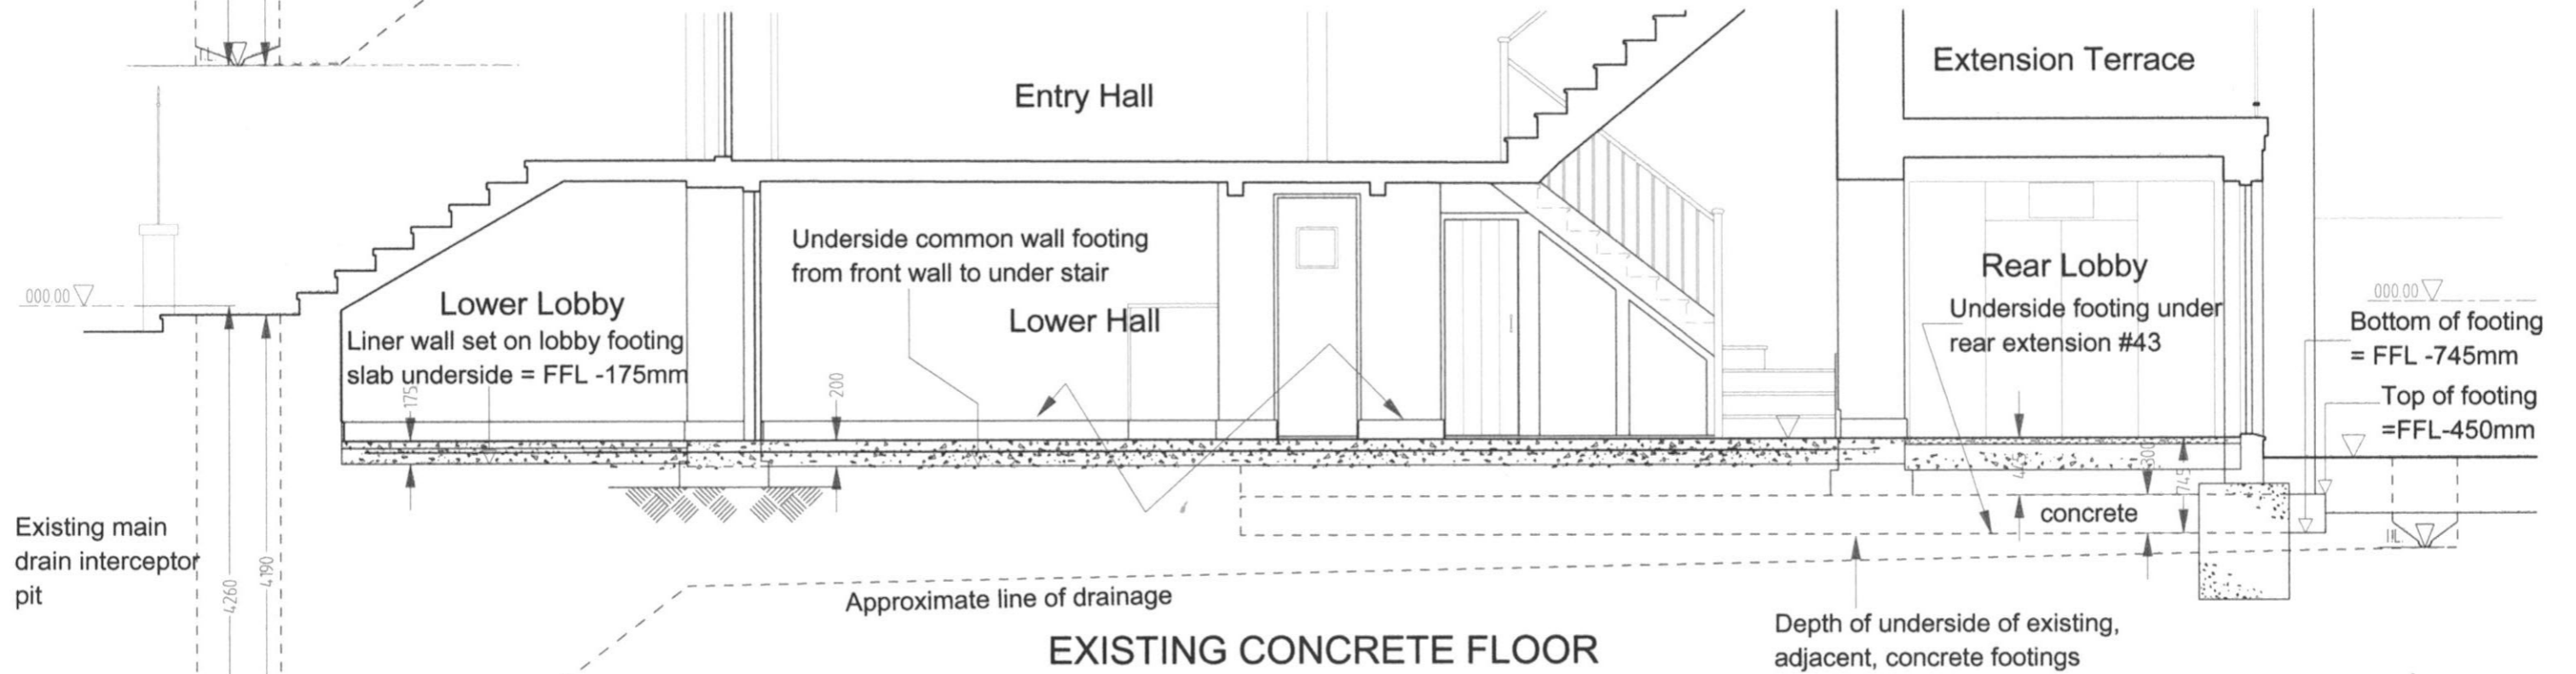 IL
Extension Terrace
Entry Hall
Underside common wall footing
from front wall to under stair
Rear Lobby
000.00
000.00
Lower Lobby
Underside footing under
rear extension #43
Lower Hall
Bottom of footing
= FFL -745mm
Liner wall set on lobby footing
slab underside = FFL -175mm
Top of footing
=FFL-450mm
175
200
300
745
concrete
Existing main
drain interceptor
pit
4260
4190
IL
Approximate line of drainage
EXISTING CONCRETE FLOOR
Depth of underside of existing,
adjacent, concrete footings